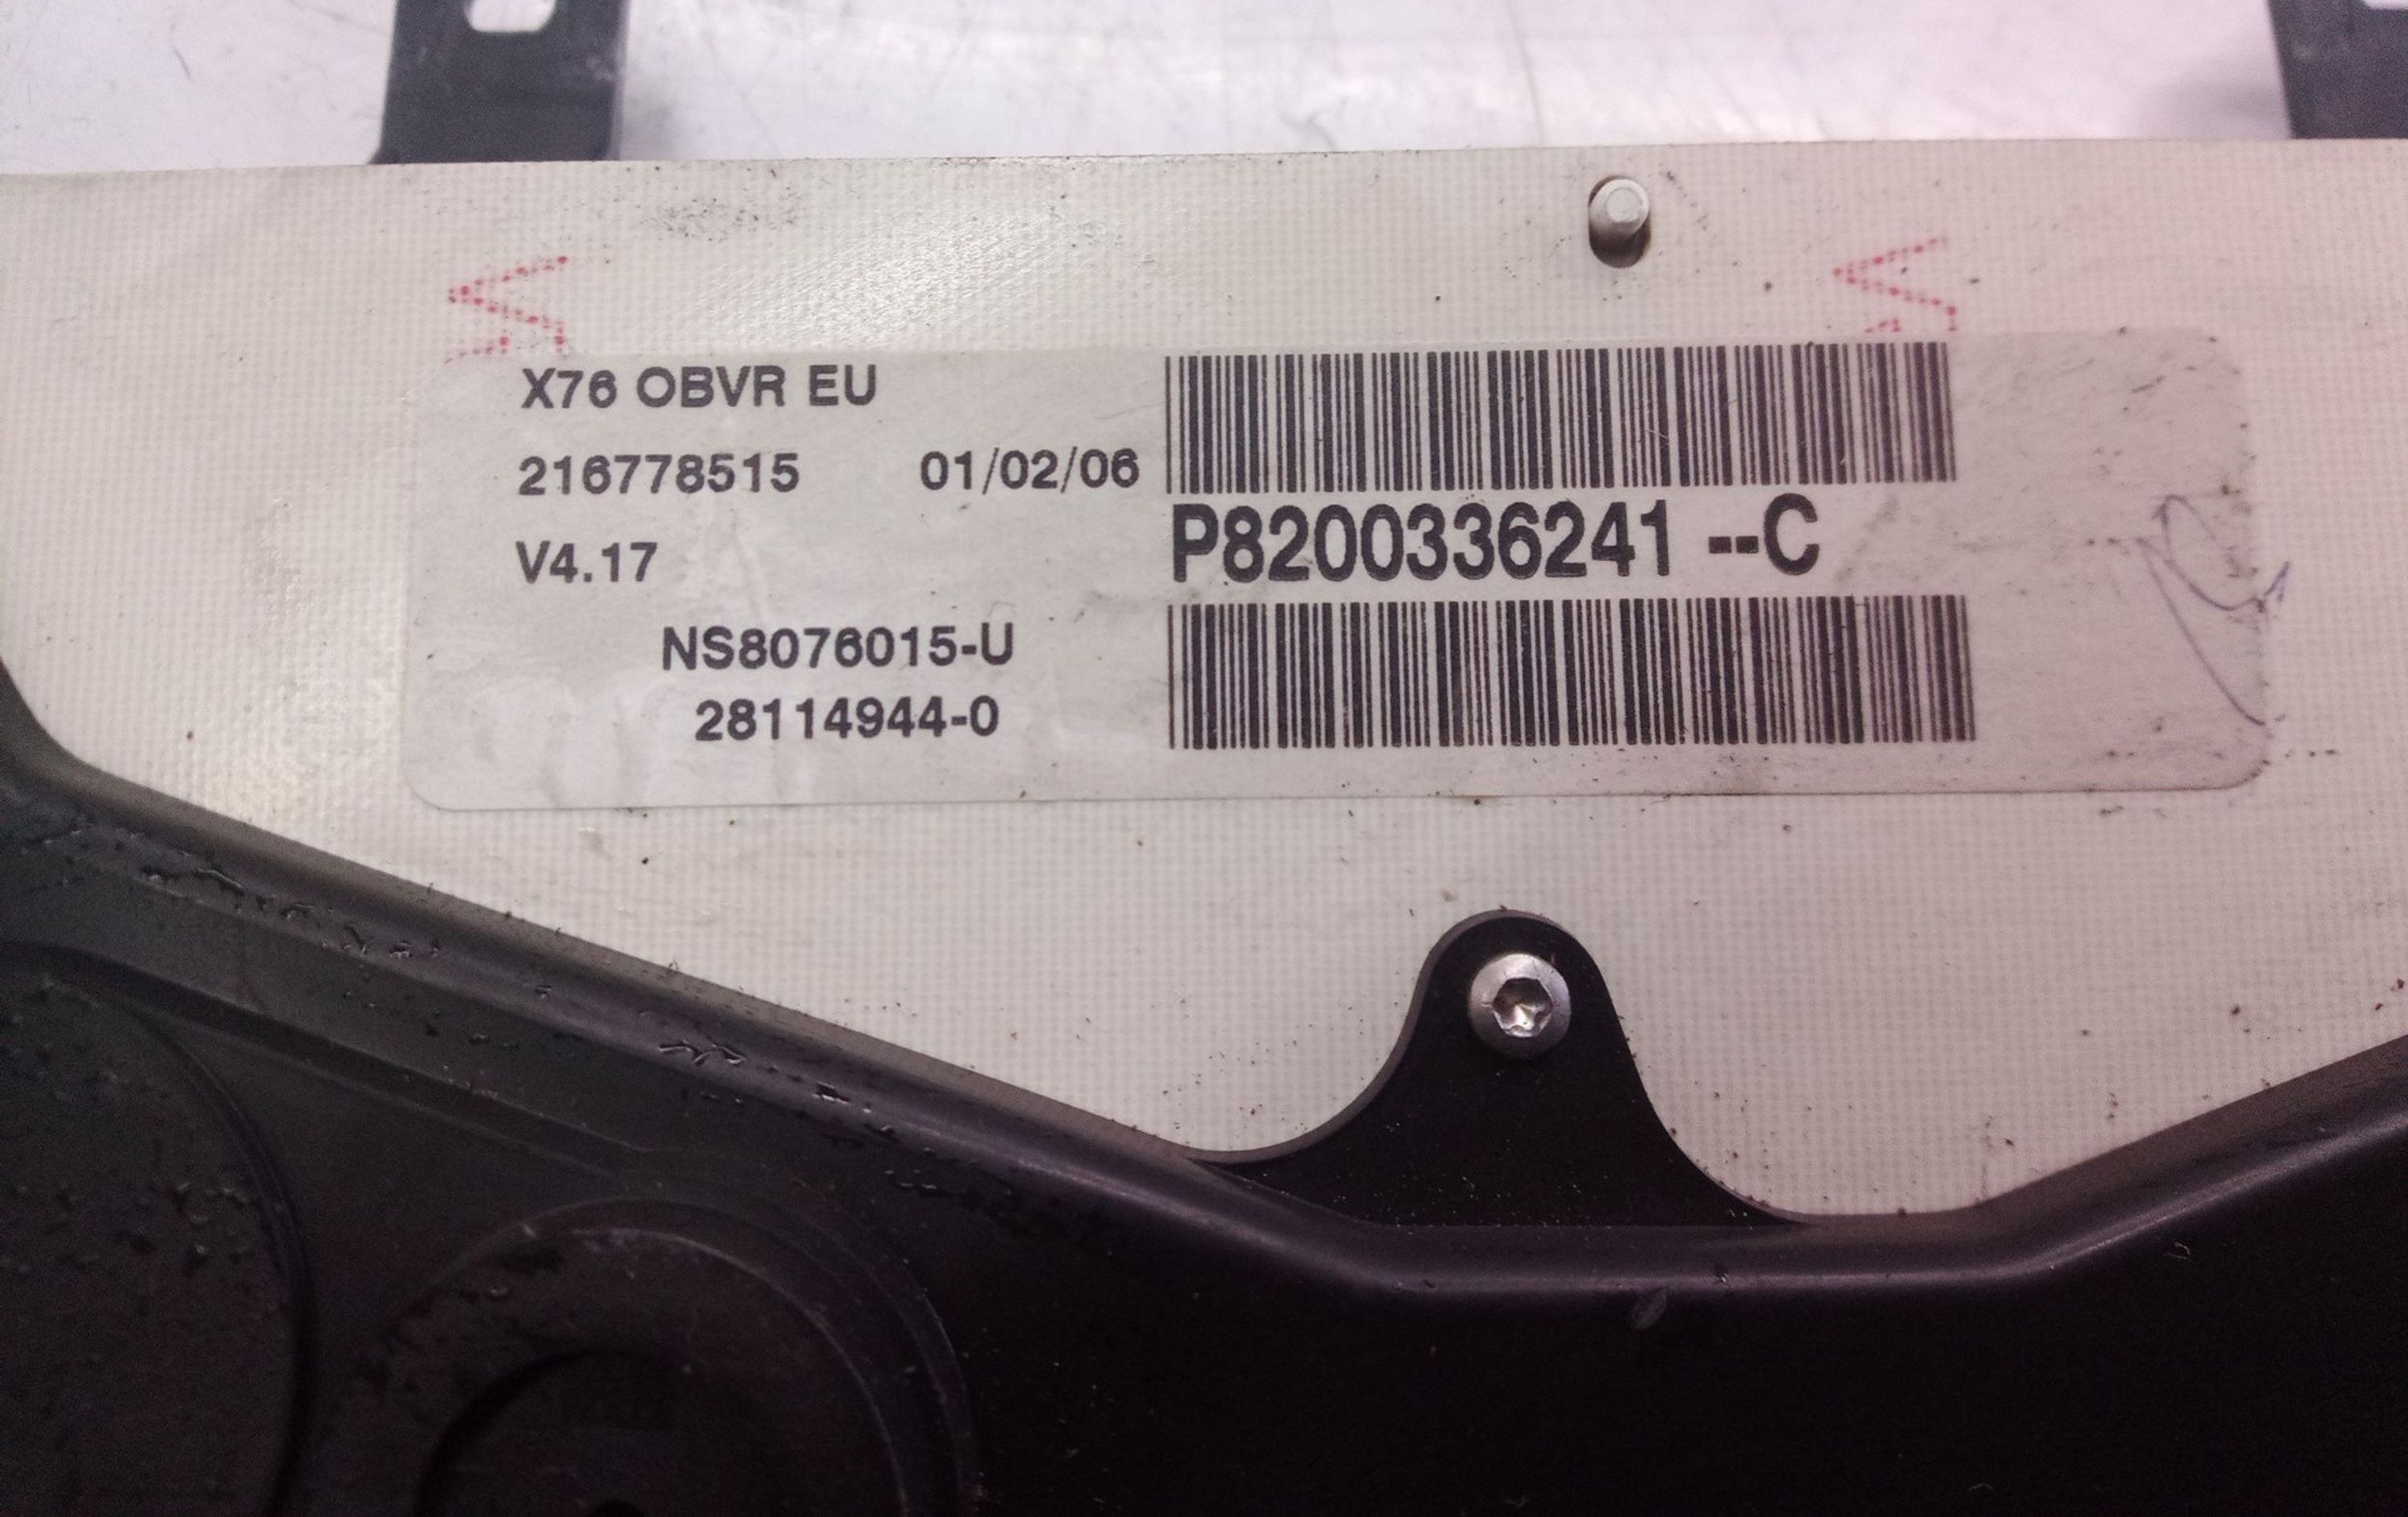 X76 OBVR EU
216778515 01/02/06
V4.17
P8200336241 --C
NS8076015-U
28114944-0